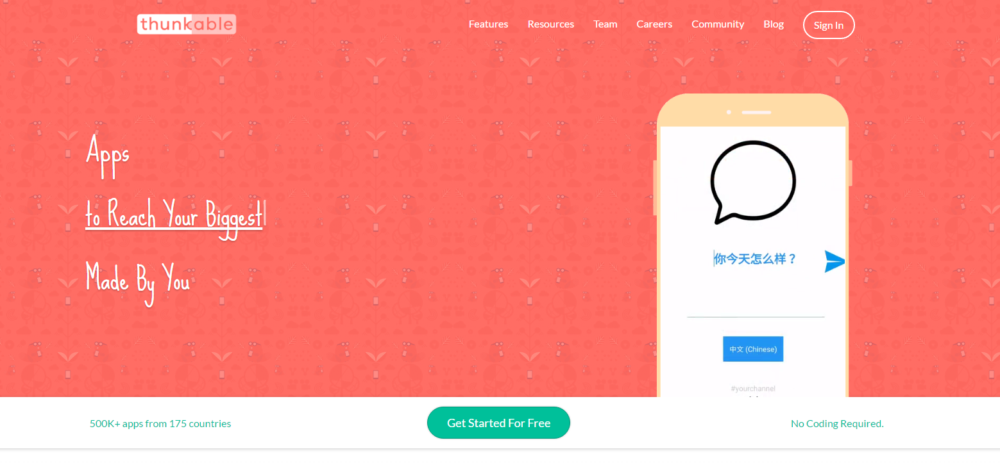 thunkable
Features Resources Team Careers Community Blog Sign In
Apps
to Reach Your Biggest
Made By You
你今天怎么样？
中文 (Chinese)
#yourchannel
500K+ apps from 175 countries
Get Started For Free
No Coding Required.